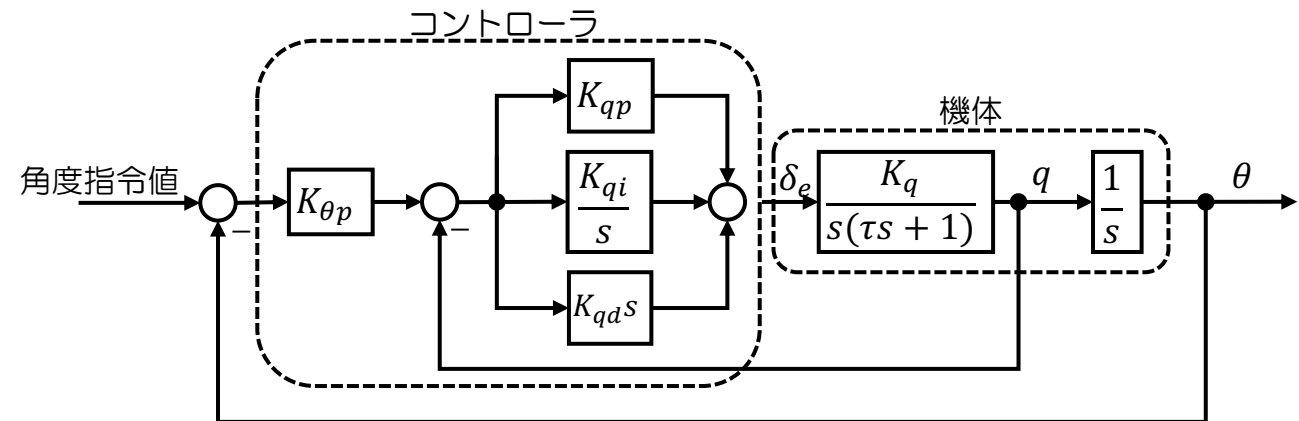 コントローラ
機体
角度指令値
−
K_{θp}
−
K_{qp}
K_{qi}
s
K_{qd}s
δ_e
K_q
s(τs + 1)
q
1
s
θ